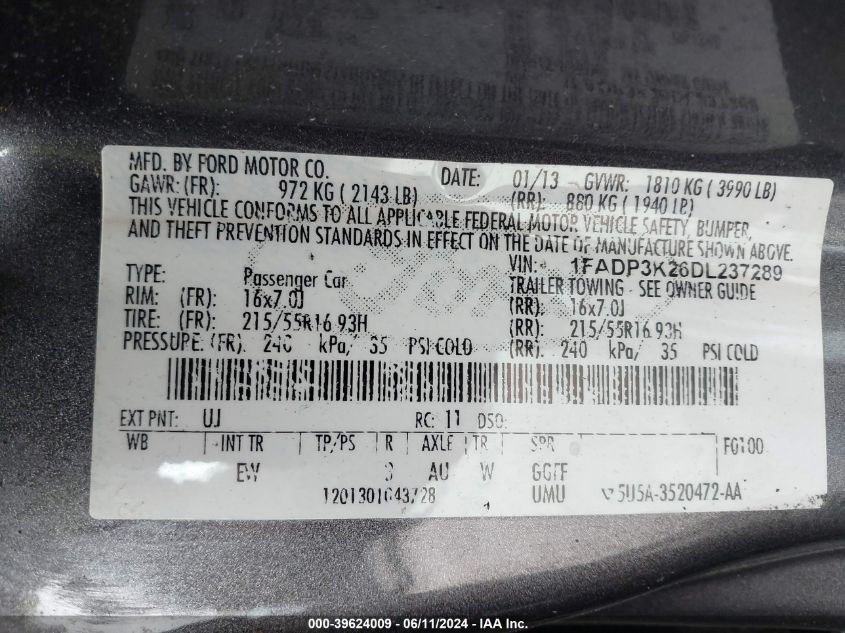 MFD. BY FORD MOTOR CO. DATE: 01/13 GVWR: 1810 KG ( 3990 LB)
GAWR: (FR): 972 KG ( 2143 LB) (RR): 880 KG ( 1940 LB)
THIS VEHICLE CONFORMS TO ALL APPLICABLE FEDERAL MOTOR VEHICLE SAFETY, BUMPER,
AND THEFT PREVENTION STANDARDS IN EFFECT ON THE DATE OF MANUFACTURE SHOWN ABOVE.
VIN: 1FADP3K26DL237289
TYPE: Passenger Car TRAILER TOWING - SEE OWNER GUIDE
RIM: (FR): 16x7.0J (RR): 16x7.0J
TIRE: (FR): 215/55R16 93H (RR): 215/55R16 93H
PRESSURE: (FR): 240 kPa/ 35 PSI COLD (RR): 240 kPa/ 35 PSI COLD
EXT PNT: UJ RC: 11 DSO:
WB INT TR TP/PS R AXLE TR SPR FG100
EW AU W GGFF
UMU 5U5A-3520472-AA
000-39624009 - 06/11/2024 - IAA Inc.